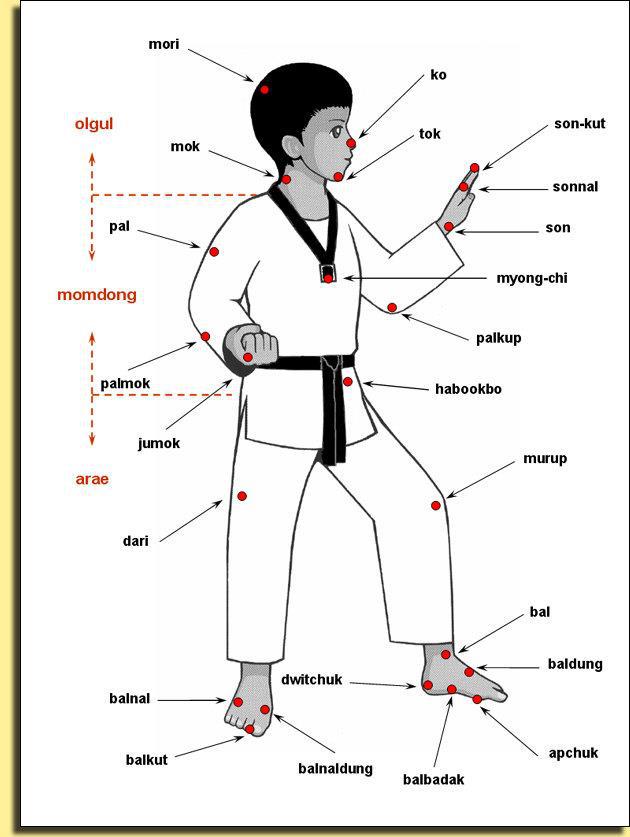 mori
ko
olgul
tok
son-kut
mok
sonnal
pal
son
myong-chi
momdong
palkup
palmok
habookbo
jumok
murup
arae
dari
bal
baldung
dwitchuk
balnal
apchuk
balkut
balnaldung
balbadak